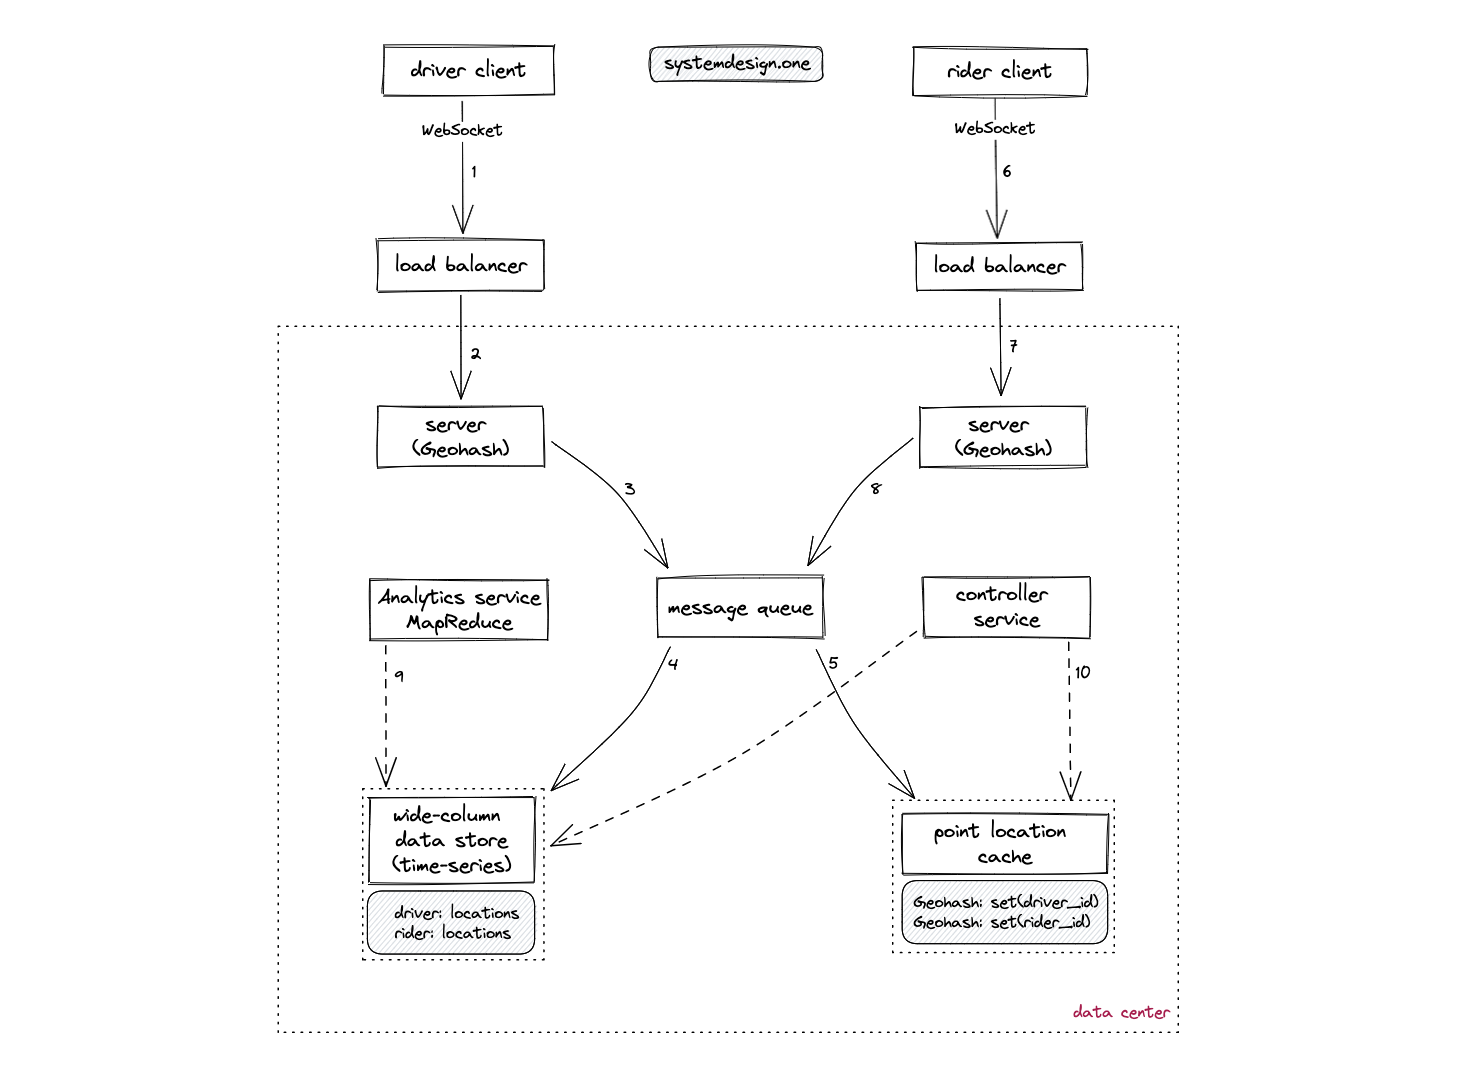 driver client
systemdesign.one
rider client
WebSocket
WebSocket
1
6
load balancer
load balancer
2
7
server
(Geohash)
server
(Geohash)
3
8
Analytics service
MapReduce
message queue
controller
service
9
4
5
10
wide-column
data store
(time-series)
driver: locations
rider: locations
point location
cache
Geohash: set(driver_id)
Geohash: set(rider_id)
data center